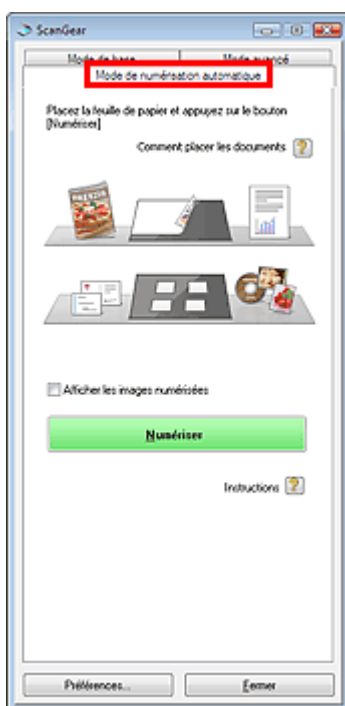 ScanGear
Mode de base
Mode avancé
Mode de numérisation automatique
Placez la feuille de papier et appuyez sur le bouton
[Numériser]
Comment placer les documents
Afficher les images numérisées
Numériser
Instructions
Préférences...
Fermer